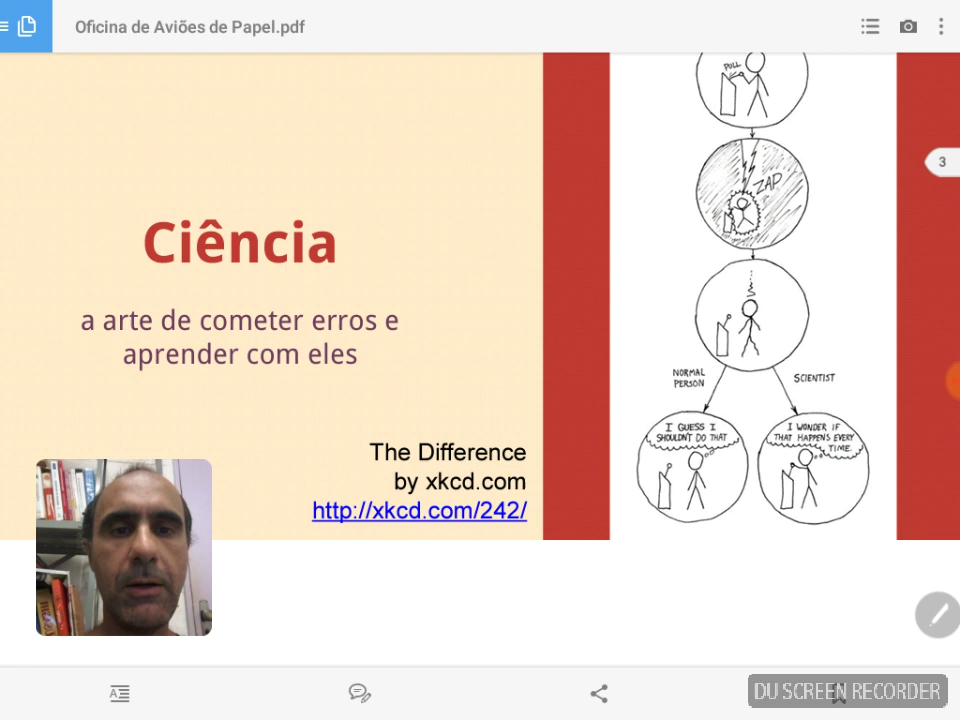 Oficina de Aviões de Papel.pdf
PULL
3
ZAP
Ciência
a arte de cometer erros e
aprender com eles
NORMAL
PERSON
SCIENTIST
I GUESS I
SHOULDN'T DO THAT
I WONDER IF
THAT HAPPENS EVERY
TIME.
The Difference
by xkcd.com
http://xkcd.com/242/
A
DU SCREEN RECORDER